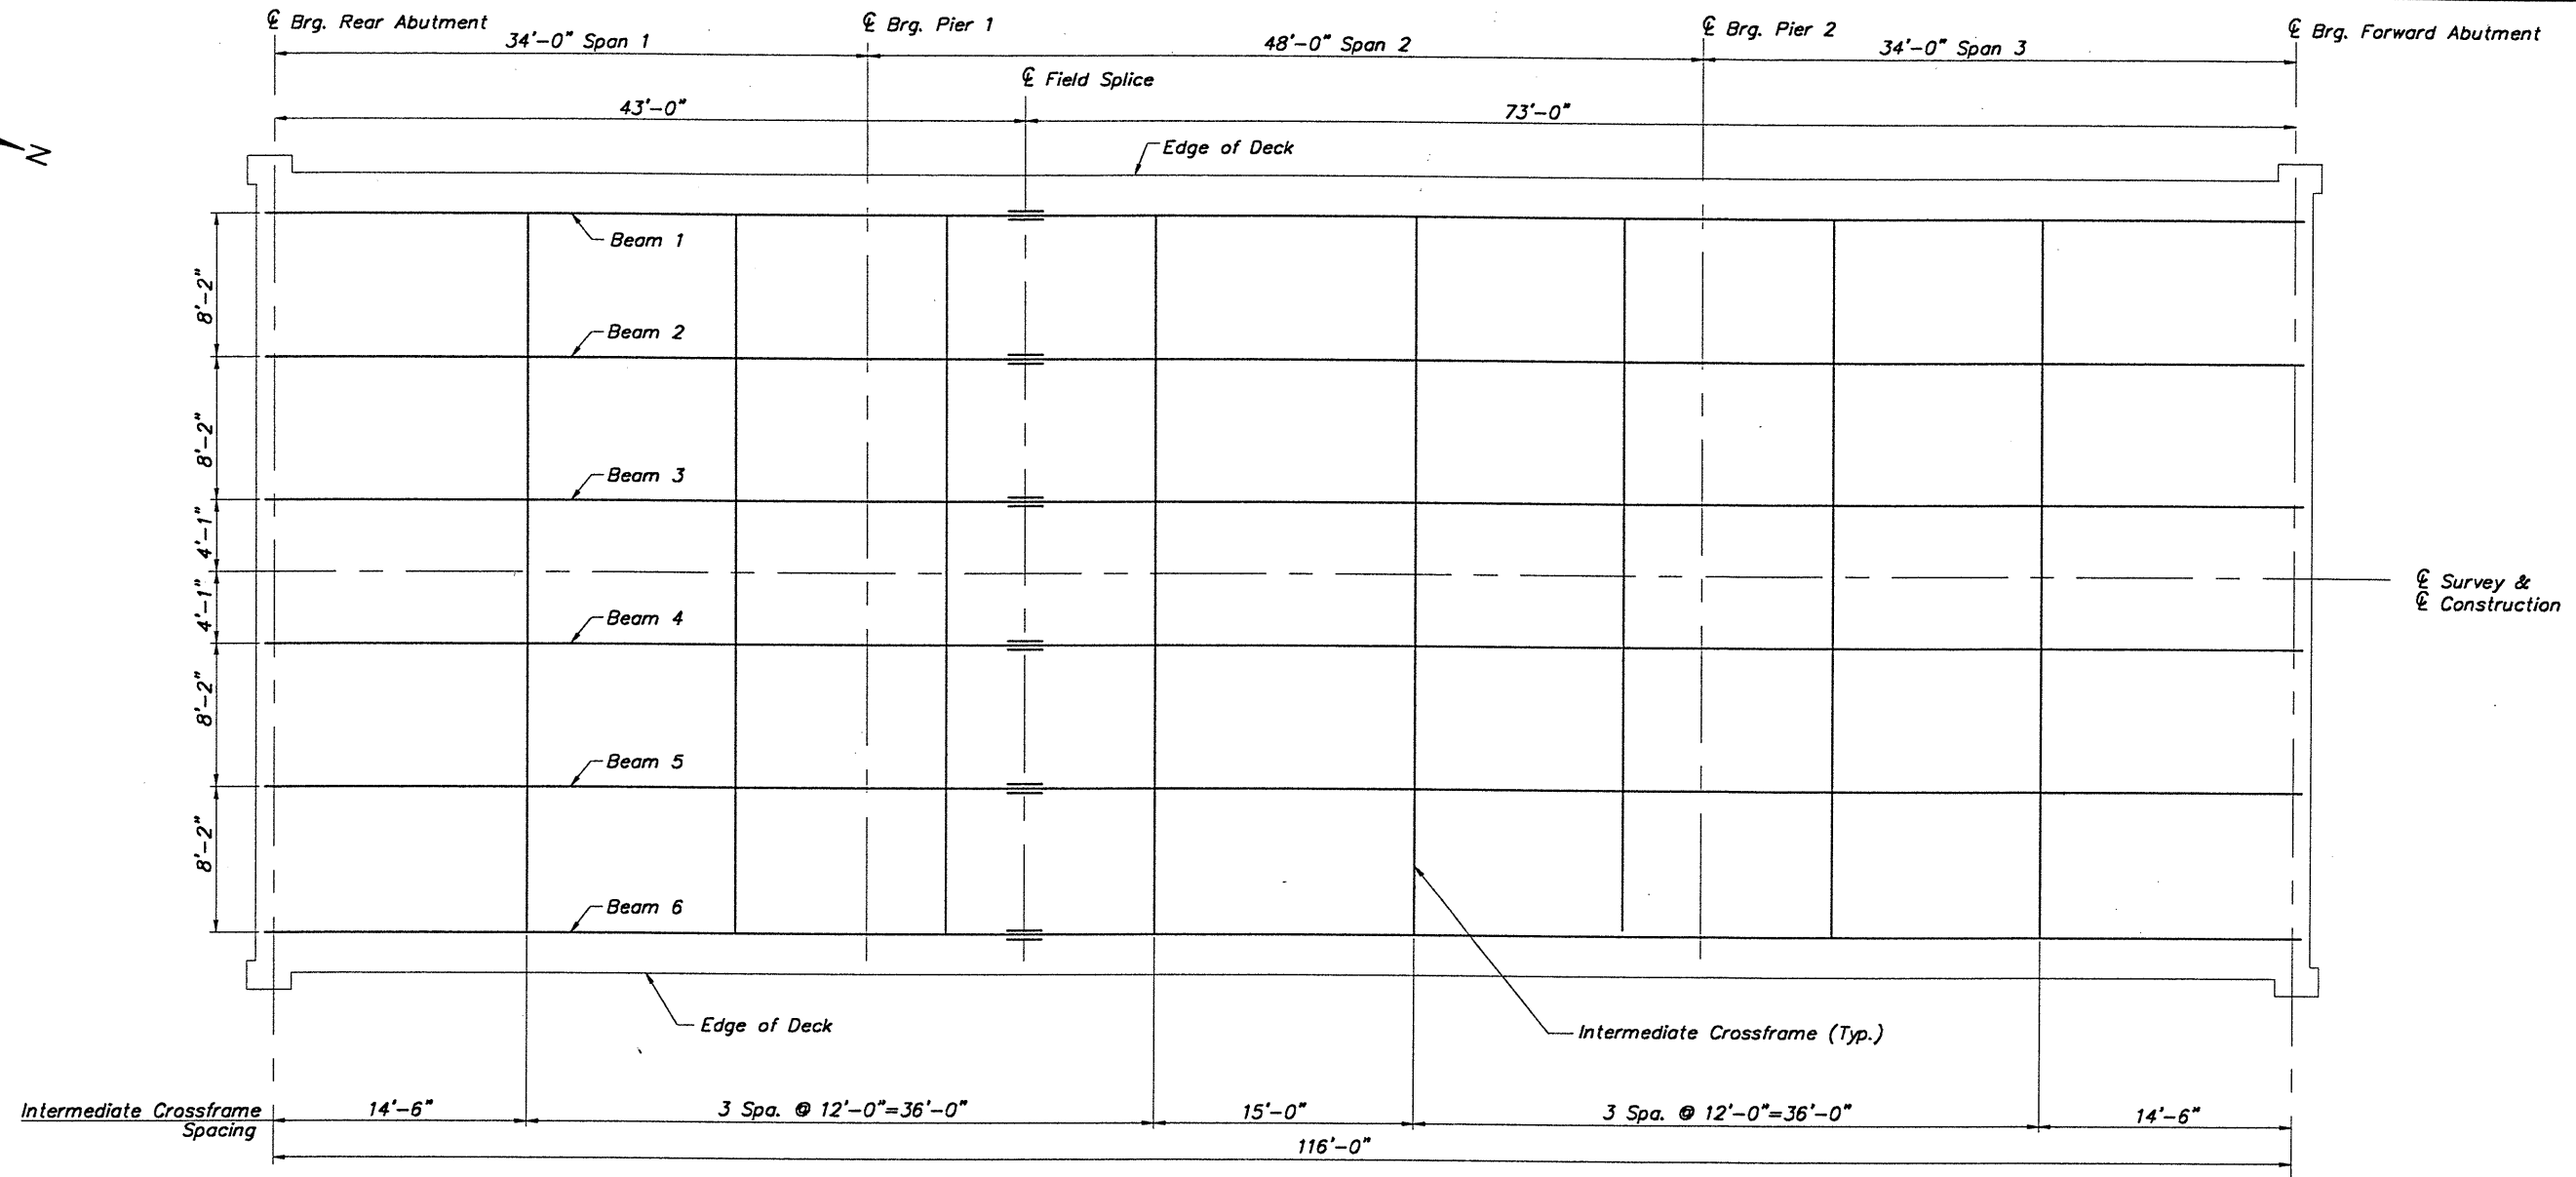 ℄ Brg. Rear Abutment
℄ Brg. Pier 1
℄ Brg. Pier 2
℄ Brg. Forward Abutment
34'-0" Span 1
48'-0" Span 2
34'-0" Span 3
℄ Field Splice
43'-0"
73'-0"
N
Edge of Deck
Beam 1
8'-2"
Beam 2
8'-2"
Beam 3
4'-1"
4'-1"
℄ Survey &
℄ Construction
Beam 4
8'-2"
Beam 5
8'-2"
Beam 6
Edge of Deck
Intermediate Crossframe (Typ.)
Intermediate Crossframe
Spacing
14'-6"
3 Spa. @ 12'-0"=36'-0"
15'-0"
3 Spa. @ 12'-0"=36'-0"
14'-6"
116'-0"